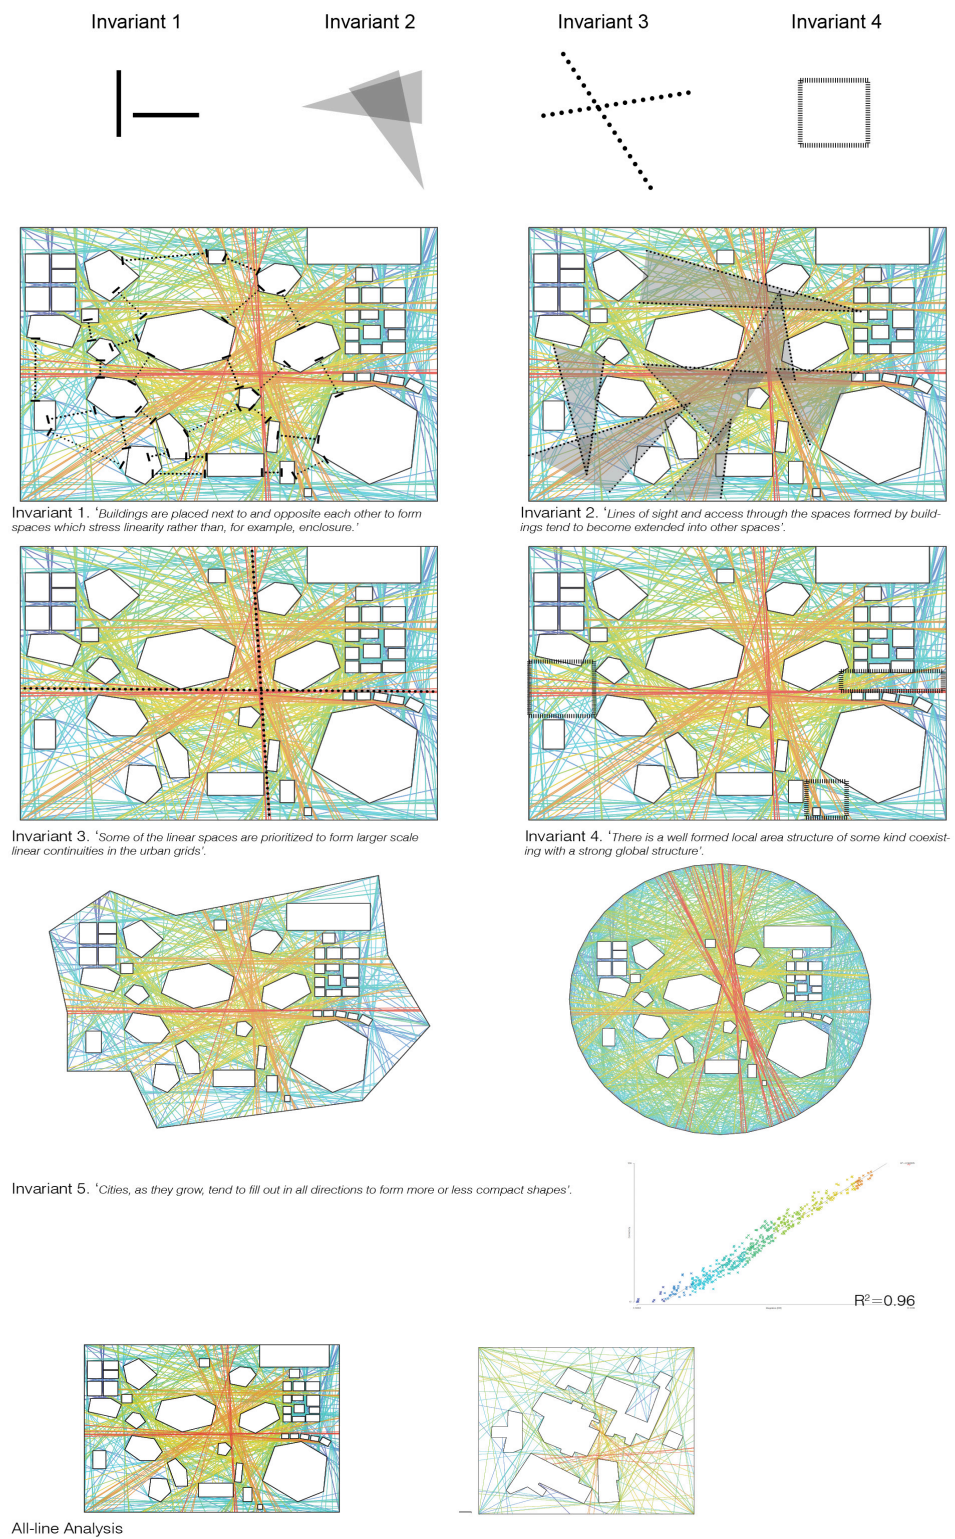 Invariant 1
Invariant 2
Invariant 3
Invariant 4
Invariant 1. ‘Buildings are placed next to and opposite each other to form
spaces which stress linearity rather than, for example, enclosure.’
Invariant 2. ‘Lines of sight and access through the spaces formed by build-
ings tend to become extended into other spaces’.
Invariant 3. ‘Some of the linear spaces are prioritized to form larger scale
linear continuities in the urban grids’.
Invariant 4. ‘There is a well formed local area structure of some kind coexist-
ing with a strong global structure’.
Invariant 5. ‘Cities, as they grow, tend to fill out in all directions to form more or less compact shapes’.
R²=0.96
All-line Analysis